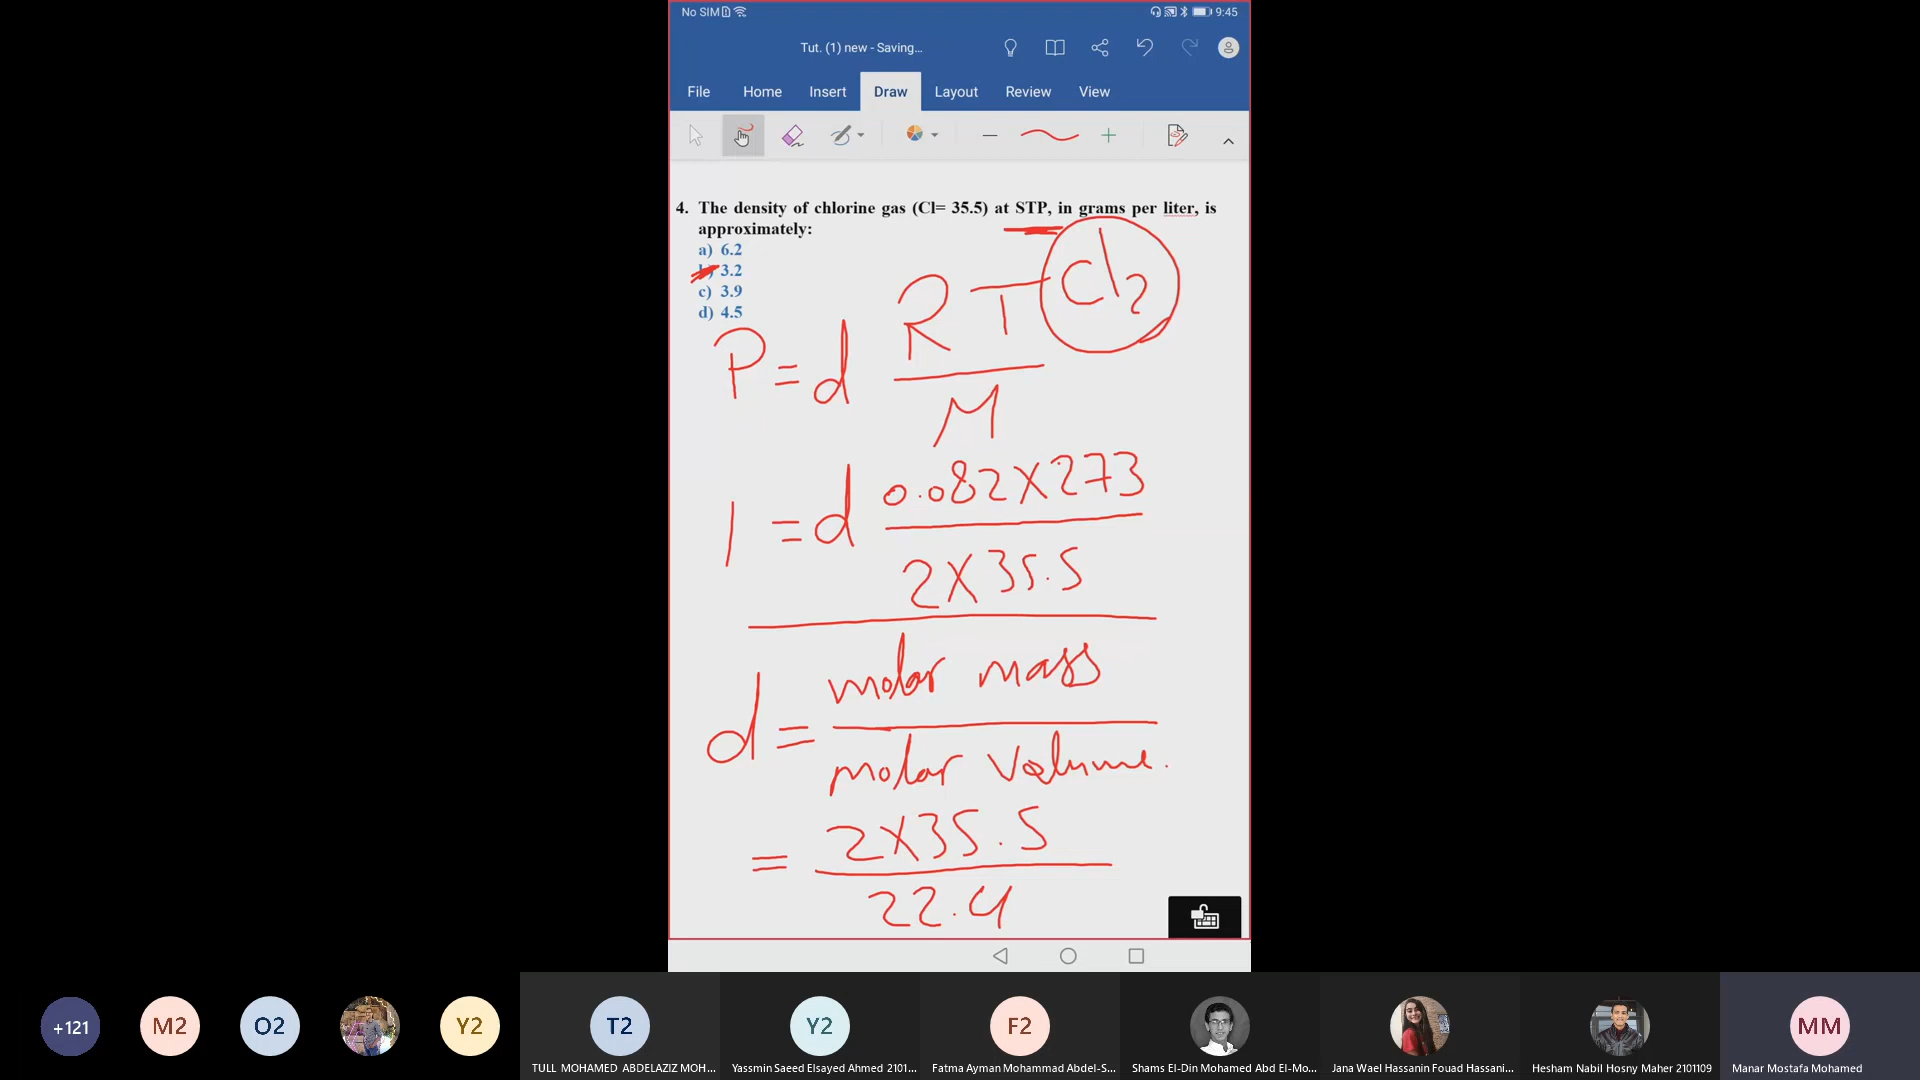 No SIM 9:45
Tut. (1) new - Saving...
File Home Insert Draw Layout Review View
4. The density of chlorine gas (Cl= 35.5) at STP, in grams per liter, is
approximately:
a) 6.2
b) 3.2
c) 3.9
d) 4.5
Cl2
P = d RT
M
1 = d 0.082 X 273
2 X 35.5
d = molar mass
molar volume.
= 2 X 35.5
22.4
+121 M2 O2 Y2 T2 Y2 F2 MM
TULL MOHAMED ABDELAZIZ MOH... Yassmin Saeed Elsayed Ahmed 2101... Fatma Ayman Mohammad Abdel-S... Shams El-Din Mohamed Abd El-Mo... Jana Wael Hassanin Fouad Hassani... Hesham Nabil Hosny Maher 2101109 Manar Mostafa Mohamed